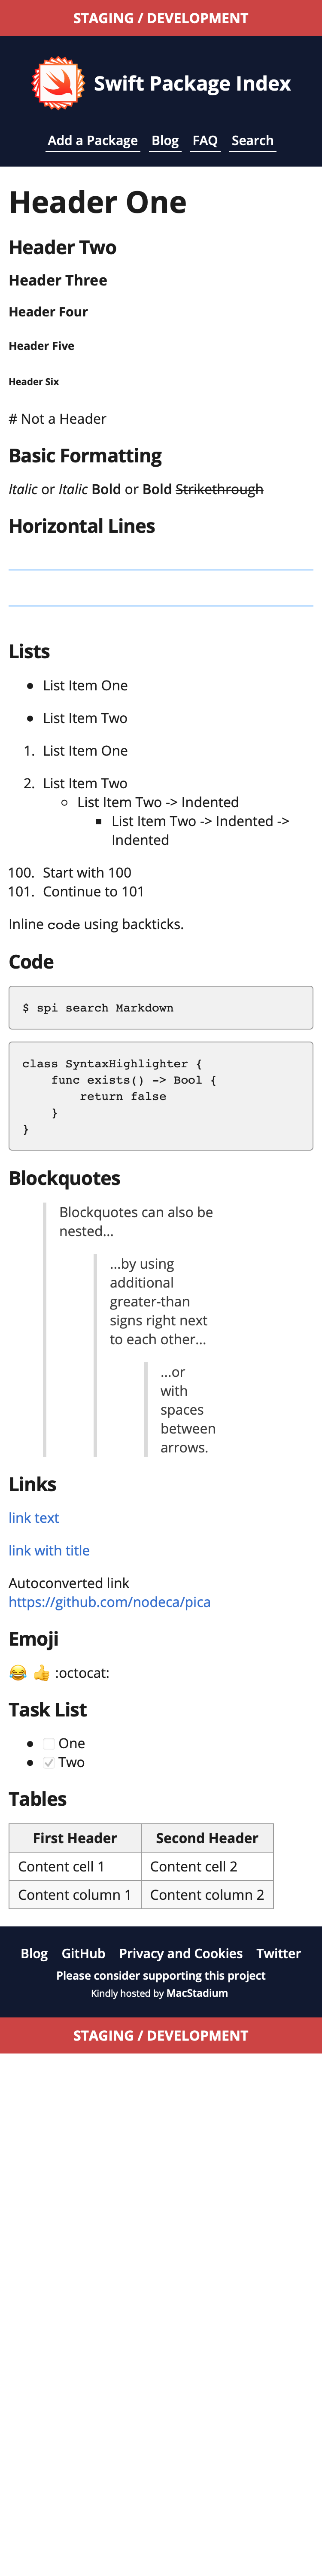 STAGING / DEVELOPMENT
Swift Package Index
Add a Package Blog FAQ Search
Header One
Header Two
Header Three
Header Four
Header Five
Header Six
# Not a Header
Basic Formatting
Italic or Italic Bold or Bold Strikethrough
Horizontal Lines
Lists
List Item One
List Item Two
1. List Item One
2. List Item Two
List Item Two -> Indented
List Item Two -> Indented ->
Indented
100. Start with 100
101. Continue to 101
Inline code using backticks.
Code
$ spi search Markdown
class SyntaxHighlighter {
func exists() -> Bool {
return false
}
}
Blockquotes
Blockquotes can also be
nested...
...by using
additional
greater-than
signs right next
to each other...
...or
with
spaces
between
arrows.
Links
link text
link with title
Autoconverted link
https://github.com/nodeca/pica
Emoji
😂 👍 :octocat:
Task List
One
Two
Tables
First Header Second Header
Content cell 1 Content cell 2
Content column 1 Content column 2
Blog GitHub Privacy and Cookies Twitter
Please consider supporting this project
Kindly hosted by MacStadium
STAGING / DEVELOPMENT